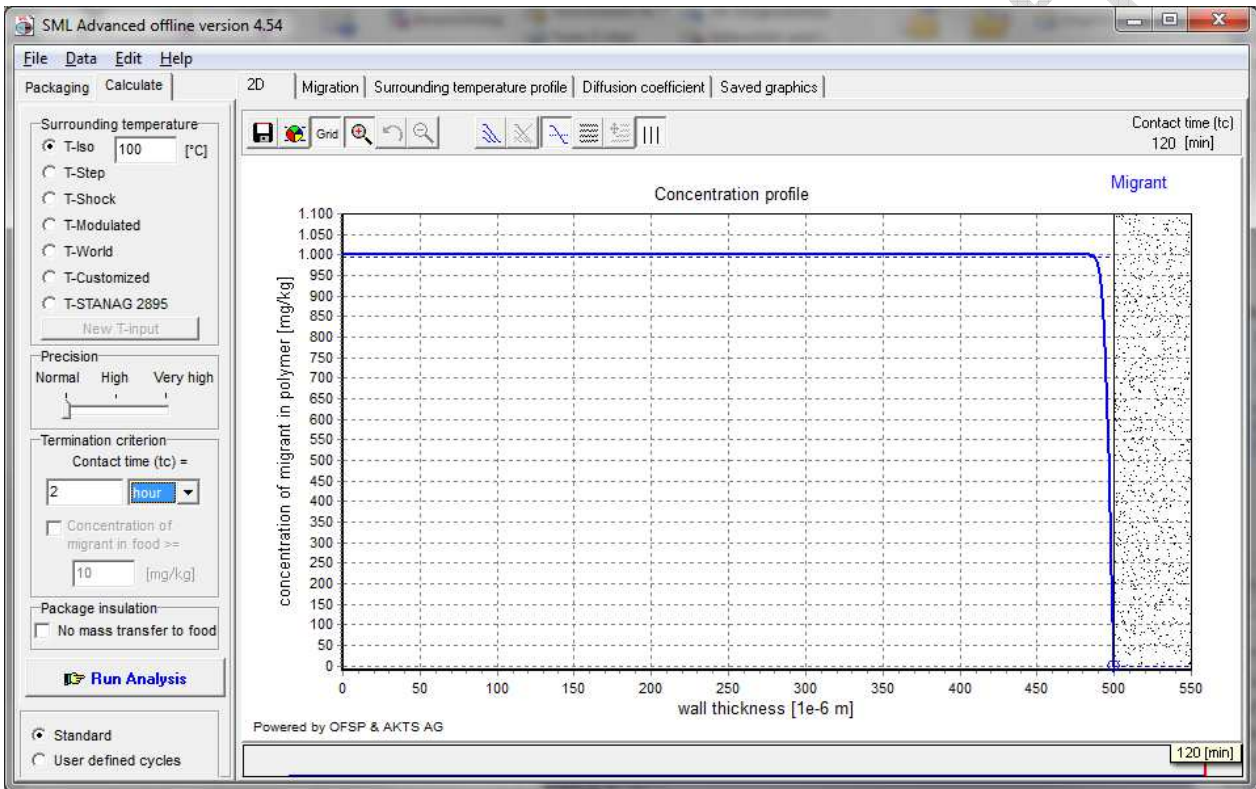 SML Advanced offline version 4.54
File Data Edit Help
Packaging Calculate
2D Migration Surrounding temperature profile Diffusion coefficient Saved graphics
Surrounding temperature
T-Iso 100 [°C]
T-Step
T-Shock
T-Modulated
T-World
T-Customized
T-STANAG 2895
New T-input
Precision
Normal High Very high
Termination criterion
Contact time (tc) =
2 hour
Concentration of
migrant in food >=
10 [mg/kg]
Package insulation
No mass transfer to food
Run Analysis
Standard
User defined cycles
Grid
Contact time (tc)
120 [min]
Migrant
Concentration profile
concentration of migrant in polymer [mg/kg]
1.100
1.050
1.000
950
900
850
800
750
700
650
600
550
500
450
400
350
300
250
200
150
100
50
0
0 50 100 150 200 250 300 350 400 450 500 550
wall thickness [1e-6 m]
Powered by OFSP & AKTS AG
120 [min]